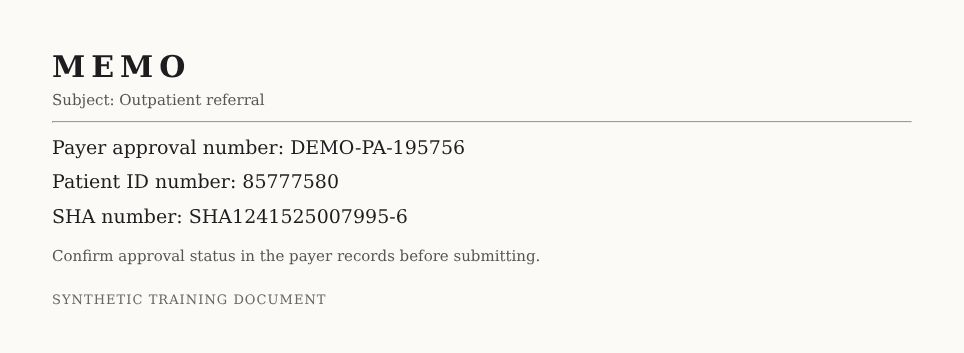 MEMO
Subject: Outpatient referral
Payer approval number: DEMO-PA-195756
Patient ID number: 85777580
SHA number: SHA1241525007995-6
Confirm approval status in the payer records before submitting.
SYNTHETIC TRAINING DOCUMENT